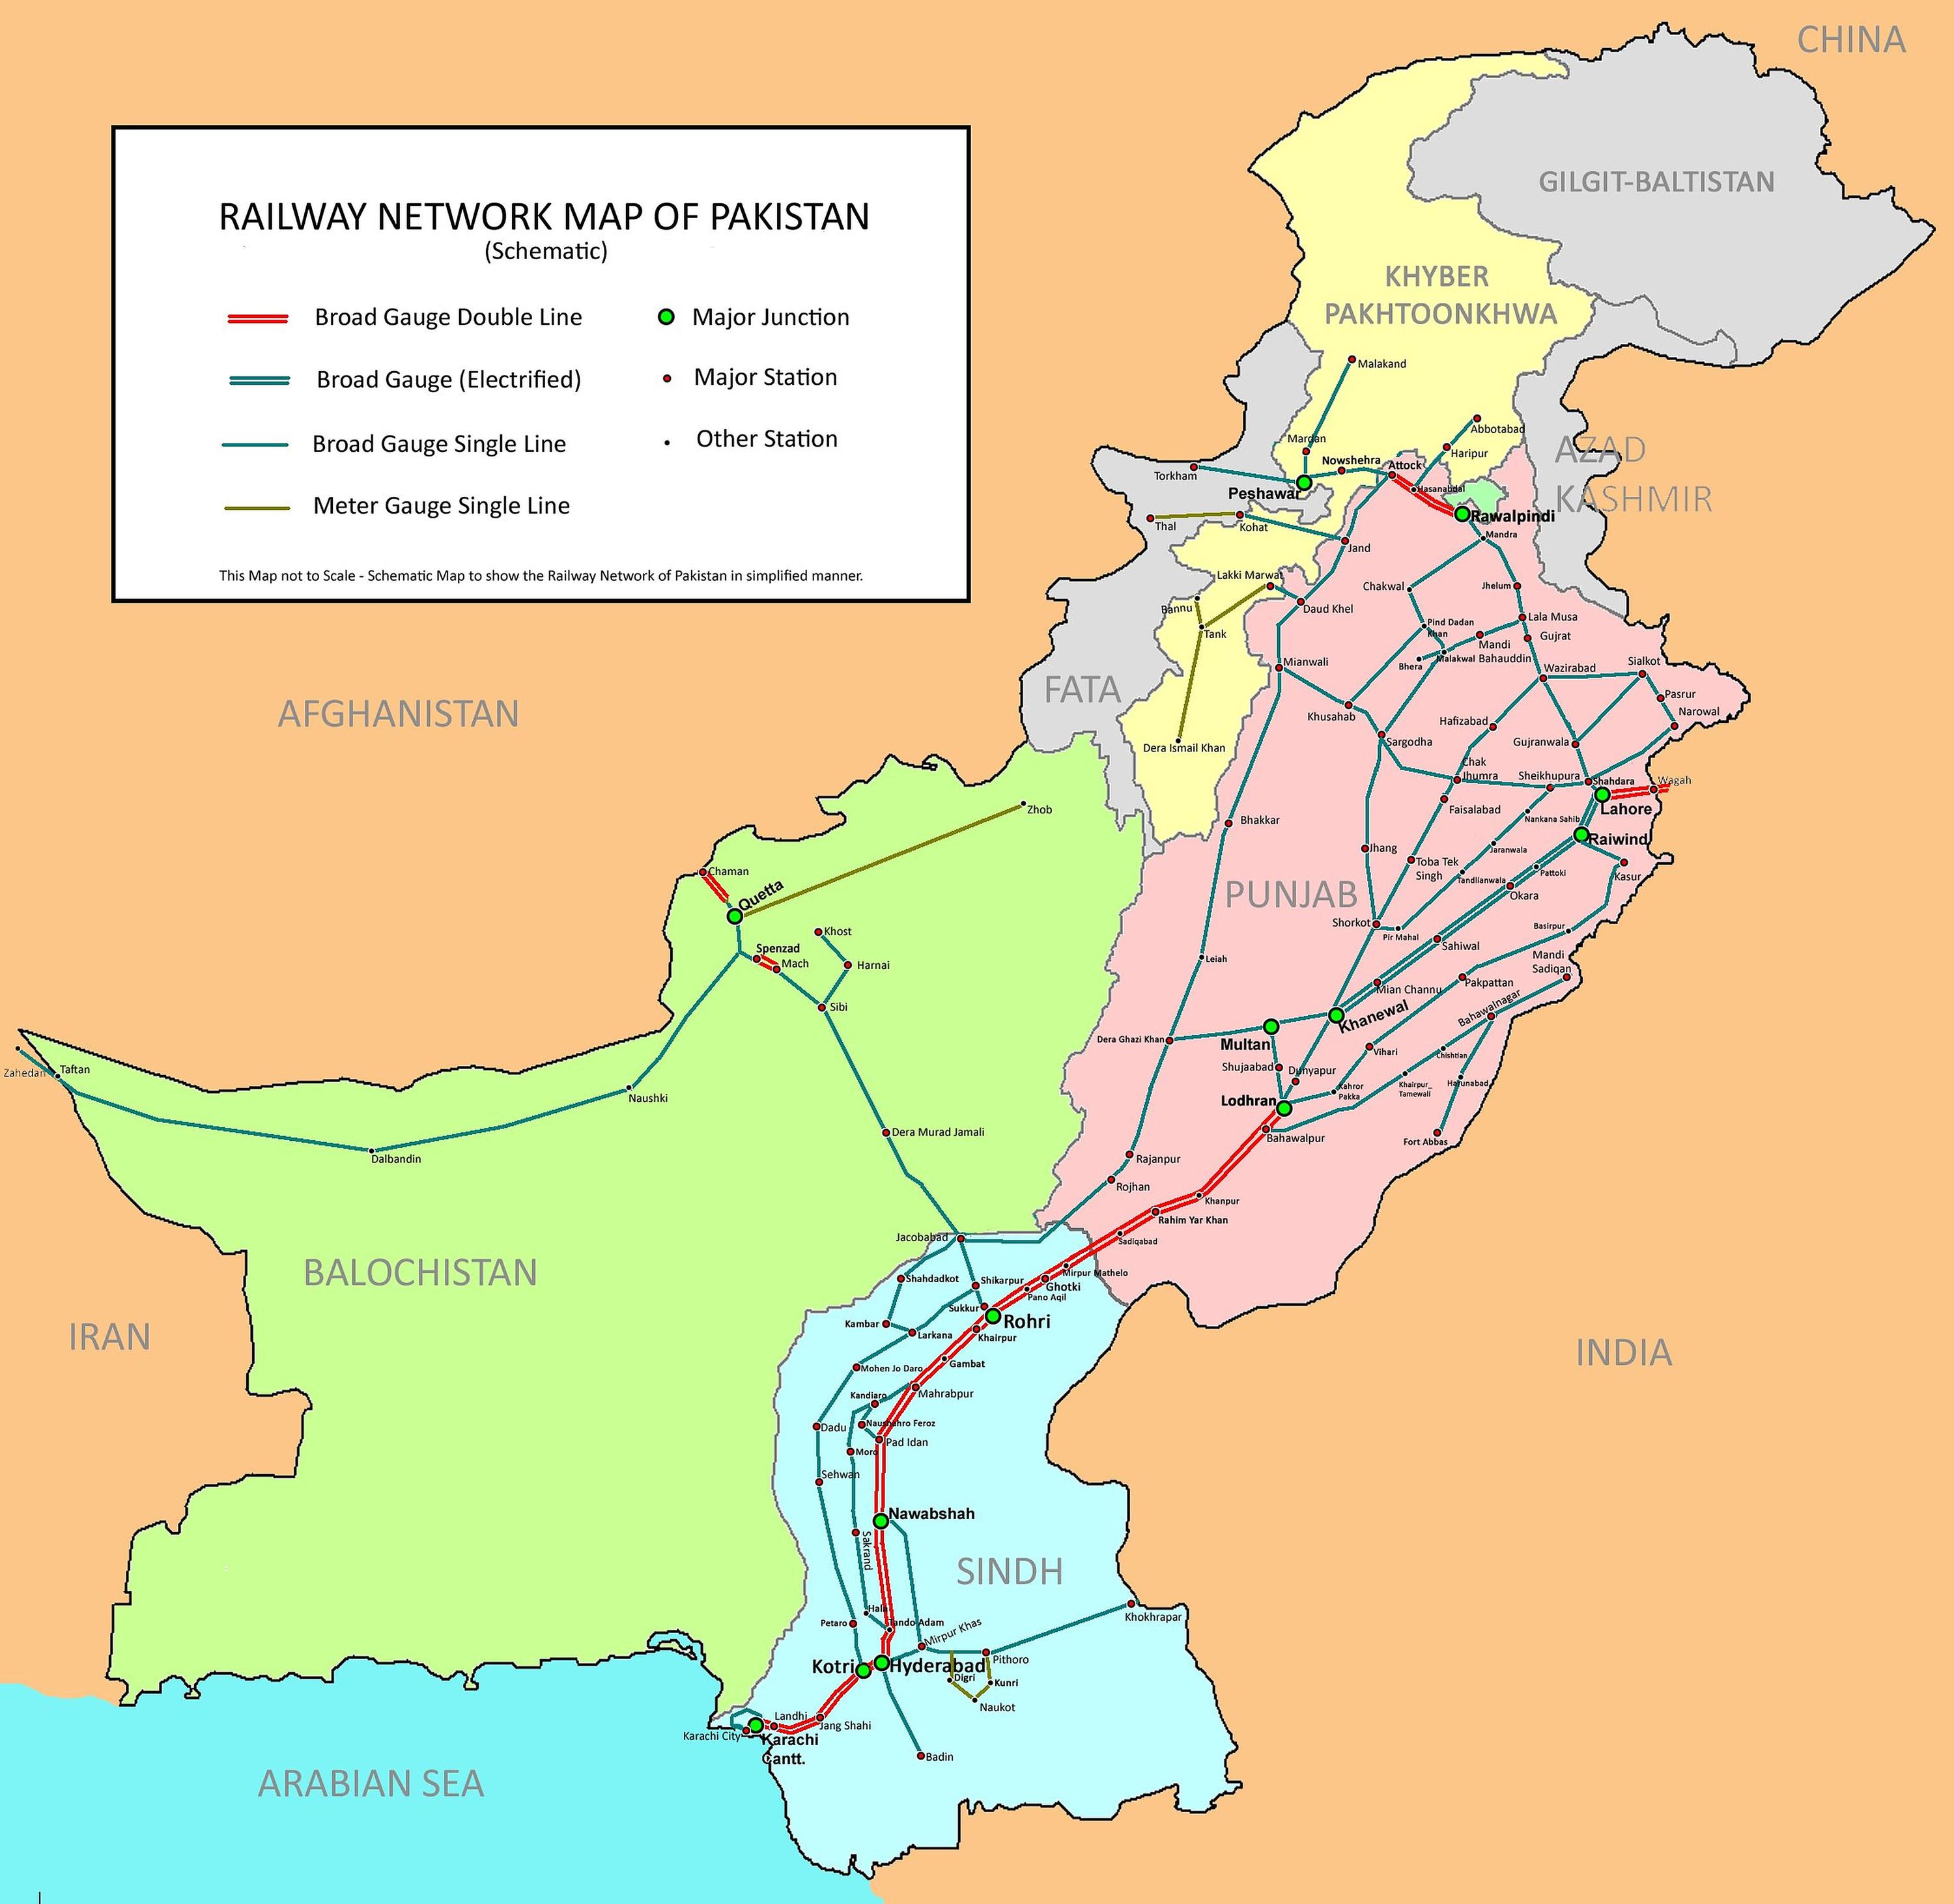 CHINA
GILGIT-BALTISTAN
RAILWAY NETWORK MAP OF PAKISTAN
(Schematic)
Broad Gauge Double Line
Major Junction
Broad Gauge (Electrified)
Major Station
Broad Gauge Single Line
Other Station
Meter Gauge Single Line
This Map not to Scale - Schematic Map to show the Railway Network of Pakistan in simplified manner.
KHYBER
PAKHTOONKHWA
Malakand
Abbotabad
Mardan
Haripur
AZAD
KASHMIR
Nowshehra
Attock
Torkham
Hasanabdal
Peshawar
Rawalpindi
Thal
Kohat
Mandra
Jand
Lakki Marwat
Chakwal
Jhelum
Bannu
Daud Khel
Lala Musa
Pind Dadan
Khan
Tank
Gujrat
Mandi
Bahauddin
Malakwal
Bhera
Mianwali
Wazirabad
Sialkot
FATA
Pasrur
AFGHANISTAN
Khusahab
Hafizabad
Narowal
Dera Ismail Khan
Sargodha
Gujranwala
Chak
Jhumra
Sheikhupura
Shahdara
Wagah
Zhob
Faisalabad
Lahore
Bhakkar
Nankana Sahib
Raiwind
Jhang
Jaranwala
Toba Tek
Singh
Pattoki
Kasur
Chaman
Tandlianwala
Quetta
PUNJAB
Okara
Shorkot
Pir Mahal
Basirpur
Khost
Sahiwal
Spenzad
Mach
Harnai
Leiah
Mandi
Sadiqan
Pakpattan
Mian Channu
Sibi
Khanewal
Bahawalnagar
Dera Ghazi Khan
Multan
Vihari
Chishtian
Zahedan
Taftan
Shujaabad
Dunyapur
Kahror
Pakka
Khairpur_
Tamewali
Harunabad
Naushki
Lodhran
Dera Murad Jamali
Bahawalpur
Fort Abbas
Dalbandin
Rajanpur
Rojhan
Khanpur
Rahim Yar Khan
Jacobabad
Sadiqabad
BALOCHISTAN
Shahdadkot
Shikarpur
Mirpur Mathelo
Ghotki
Pano Aqil
Sukkur
IRAN
Kambar
Rohri
Larkana
Khairpur
INDIA
Gambat
Mohen Jo Daro
Kandiaro
Mahrabpur
Dadu
Naushahro Feroz
Pad Idan
Moro
Sehwan
Nawabshah
Sakrand
SINDH
Hala
Petaro
Tando Adam
Mirpur Khas
Khokhrapar
Kotri
Hyderabad
Pithoro
Digri
Kunri
Naukot
Landhi
Jang Shahi
Karachi City
Karachi
Cantt.
Badin
ARABIAN SEA